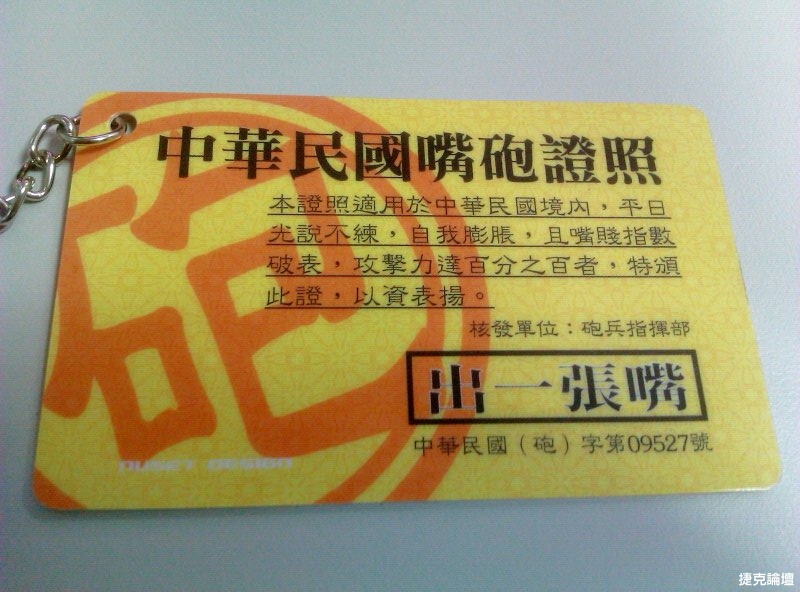 中華民國嘴砲證照
本證照適用於中華民國境內，平日
光說不練，自我膨脹，且嘴賤指數
破表，攻擊力達百分之百者，特頒
此證，以資表揚。
核發單位：砲兵指揮部
砲
出一張嘴
中華民國（砲）字第09527號
NUSET DESIGN
捷克論壇